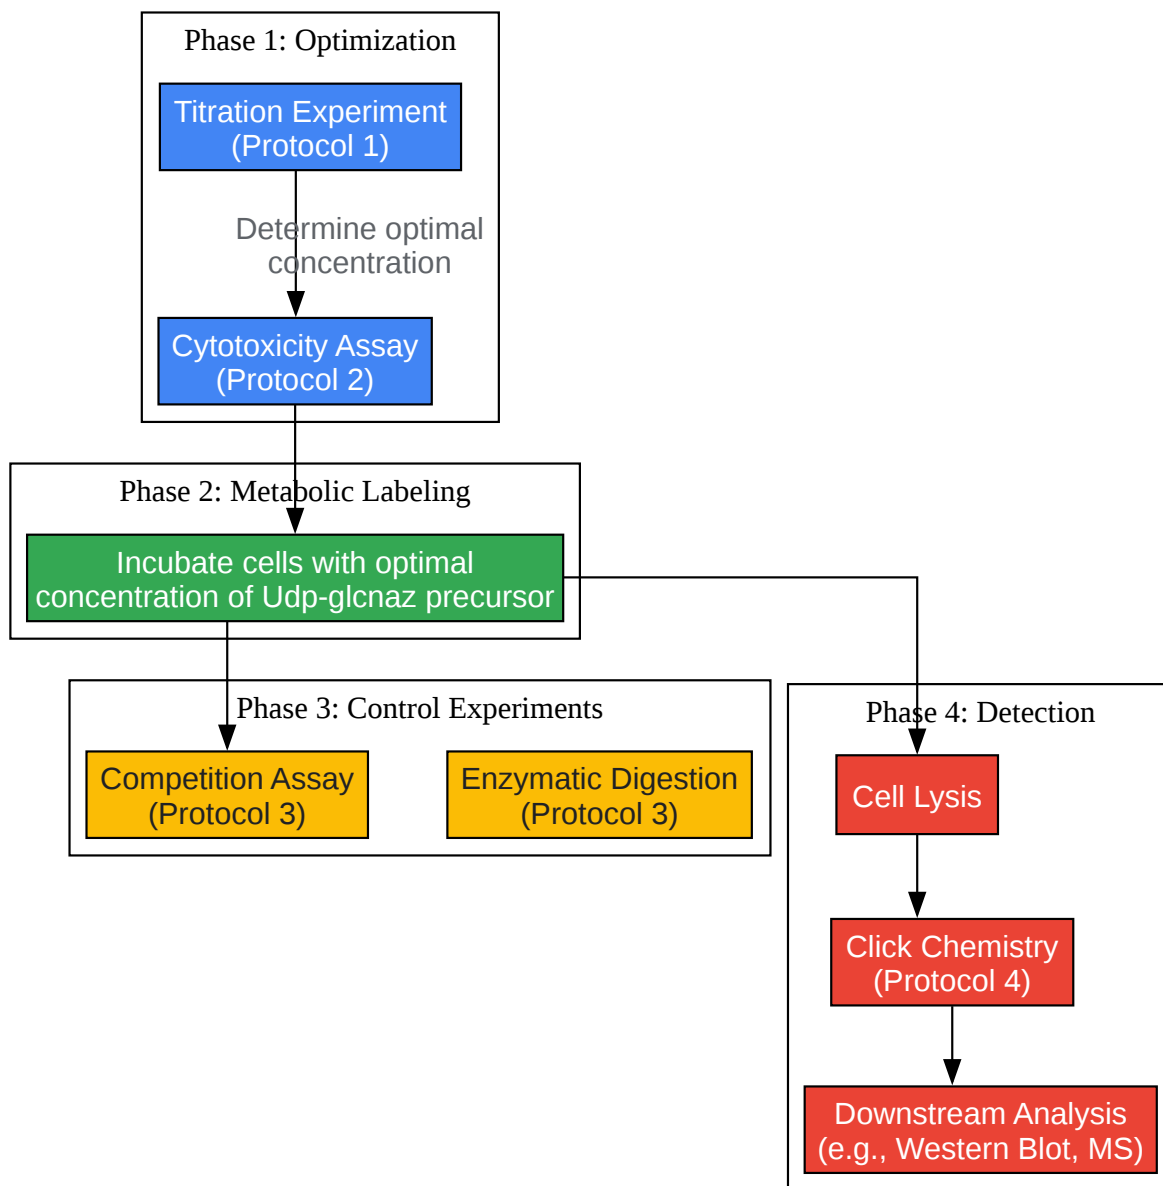 Phase 1: Optimization
Titration Experiment
(Protocol 1)
Determine optimal
concentration
Cytotoxicity Assay
(Protocol 2)
Phase 2: Metabolic Labeling
Incubate cells with optimal
concentration of Udp-glcnaz precursor
Phase 3: Control Experiments
Competition Assay
(Protocol 3)
Enzymatic Digestion
(Protocol 3)
Phase 4: Detection
Cell Lysis
Click Chemistry
(Protocol 4)
Downstream Analysis
(e.g., Western Blot, MS)